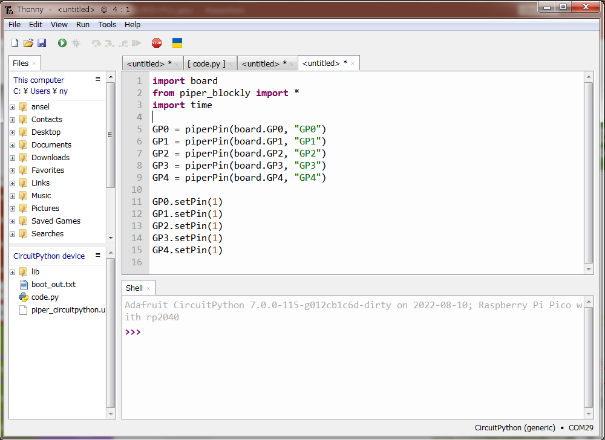 Thonny - <untitled> @ 4 : 1
File Edit View Run Tools Help
Files
This computer
C: ¥ Users ¥ ny
ansel
Contacts
Desktop
Documents
Downloads
Favorites
Links
Music
Pictures
Saved Games
Searches
CircuitPython device
lib
boot_out.txt
code.py
piper_circuitpython.u
<untitled> * [ code.py ] <untitled> * <untitled> *
1 import board
2 from piper_blockly import *
3 import time
4
5 GP0 = piperPin(board.GP0, "GP0")
6 GP1 = piperPin(board.GP1, "GP1")
7 GP2 = piperPin(board.GP2, "GP2")
8 GP3 = piperPin(board.GP3, "GP3")
9 GP4 = piperPin(board.GP4, "GP4")
10
11 GP0.setPin(1)
12 GP1.setPin(1)
13 GP2.setPin(1)
14 GP3.setPin(1)
15 GP4.setPin(1)
16
Shell
Adafruit CircuitPython 7.0.0-115-g012cb1c6d-dirty on 2022-08-10; Raspberry Pi Pico w
ith rp2040
>>>
CircuitPython (generic) • COM29